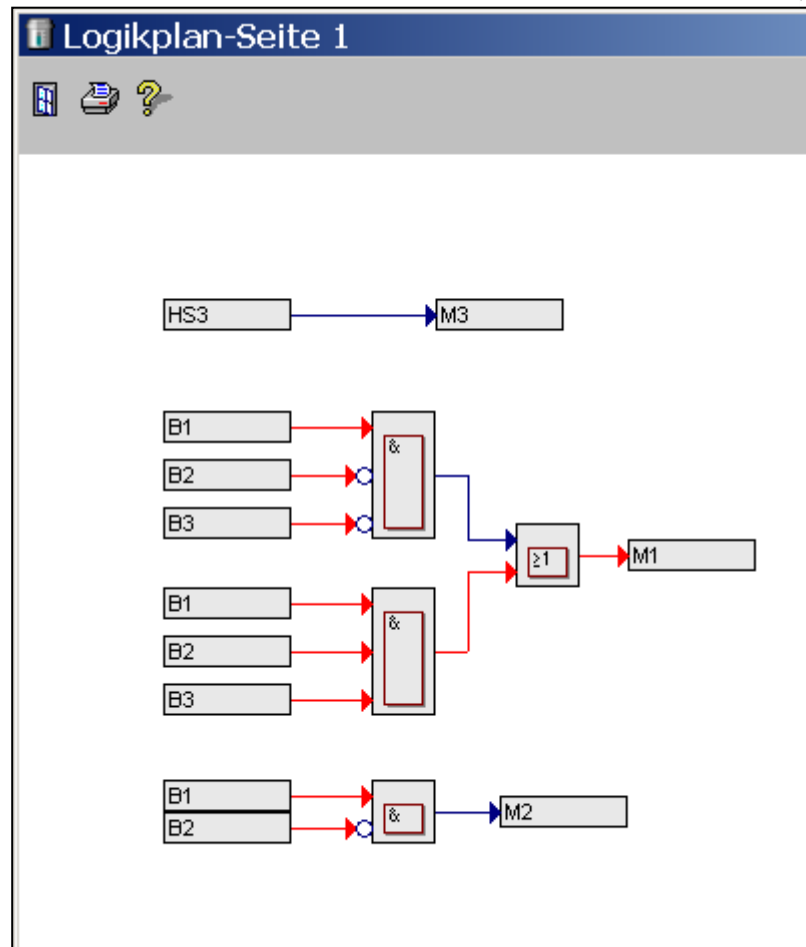 Logikplan-Seite 1
HS3 M3
B1
&
B2
B3
≥1 M1
B1
&
B2
B3
B1
& M2
B2